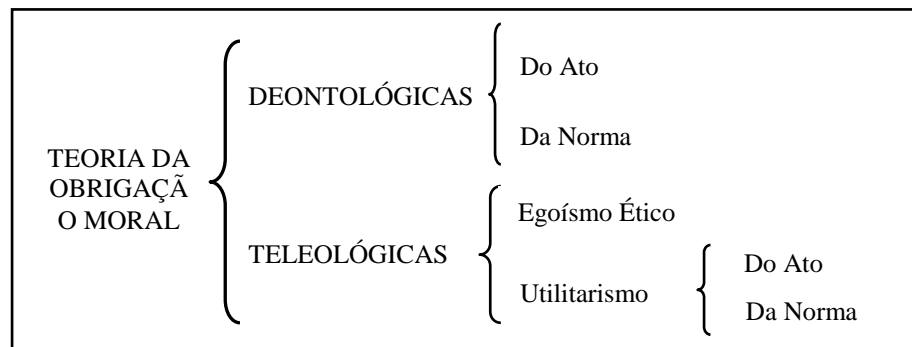 Do Ato
DEONTOLÓGICAS
Da Norma
TEORIA DA
OBRIGAÇÃ
O MORAL
Egoísmo Ético
TELEOLÓGICAS
Do Ato
Utilitarismo
Da Norma